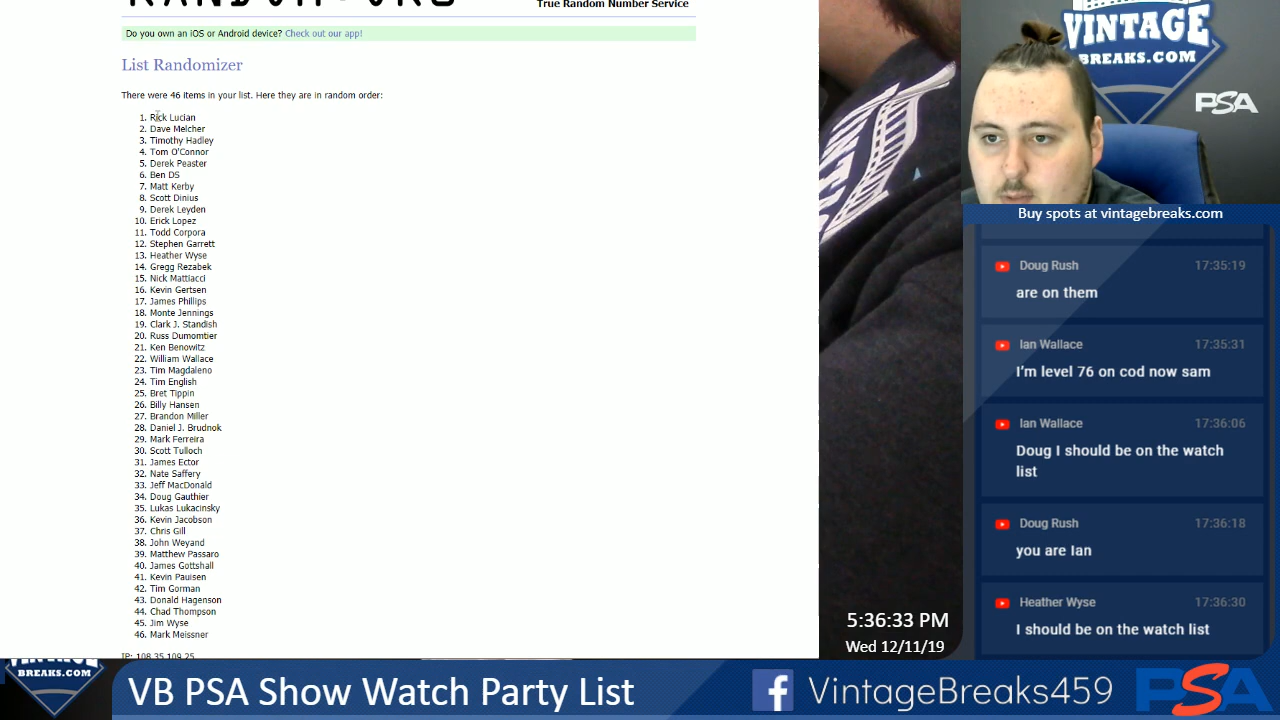 RANDOM.ORG
True Random Number Service
Do you own an iOS or Android device? Check out our app!
List Randomizer
There were 46 items in your list. Here they are in random order:
1. Rick Lucian
2. Dave Melcher
3. Timothy Hadley
4. Tom O'Connor
5. Derek Peaster
6. Ben DS
7. Matt Kerby
8. Scott Dinius
9. Derek Leyden
10. Erick Lopez
11. Todd Corpora
12. Stephen Garrett
13. Heather Wyse
14. Gregg Rezabek
15. Nick Mattiacci
16. Kevin Gertsen
17. James Phillips
18. Monte Jennings
19. Clark J. Standish
20. Russ Dumomtier
21. Ken Benowitz
22. William Wallace
23. Tim Magdaleno
24. Tim English
25. Bret Tippin
26. Billy Hansen
27. Brandon Miller
28. Daniel J. Brudnok
29. Mark Ferreira
30. Scott Tulloch
31. James Ector
32. Nate Saffery
33. Jeff MacDonald
34. Doug Gauthier
35. Lukas Lukacinsky
36. Kevin Jacobson
37. Chris Gill
38. John Weyand
39. Matthew Passaro
40. James Gottshall
41. Kevin Pauisen
42. Tim Gorman
43. Donald Hagenson
44. Chad Thompson
45. Jim Wyse
46. Mark Meissner
IP: 108.35.109.25
VINTAGE
BREAKS.COM
PSA
Buy spots at vintagebreaks.com
Doug Rush 17:35:19
are on them
Ian Wallace 17:35:31
I'm level 76 on cod now sam
Ian Wallace 17:36:06
Doug I should be on the watch
list
Doug Rush 17:36:18
you are Ian
Heather Wyse 17:36:30
I should be on the watch list
5:36:33 PM
Wed 12/11/19
VINTAGE
BREAKS.COM
VB PSA Show Watch Party List
f VintageBreaks459
PSA